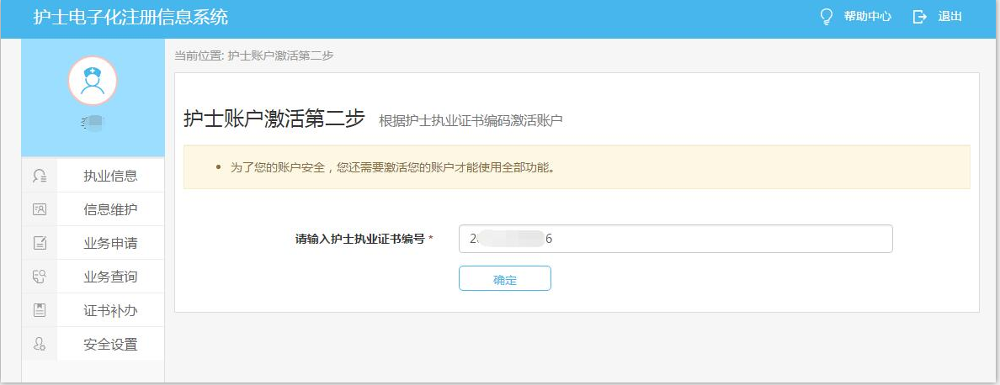 护士电子化注册信息系统
帮助中心
退出
当前位置: 护士账户激活第二步
护士账户激活第二步 根据护士执业证书编码激活账户
为了您的账户安全，您还需要激活您的账户才能使用全部功能。
请输入护士执业证书编号 *
2 6
确定
执业信息
信息维护
业务申请
业务查询
证书补办
安全设置